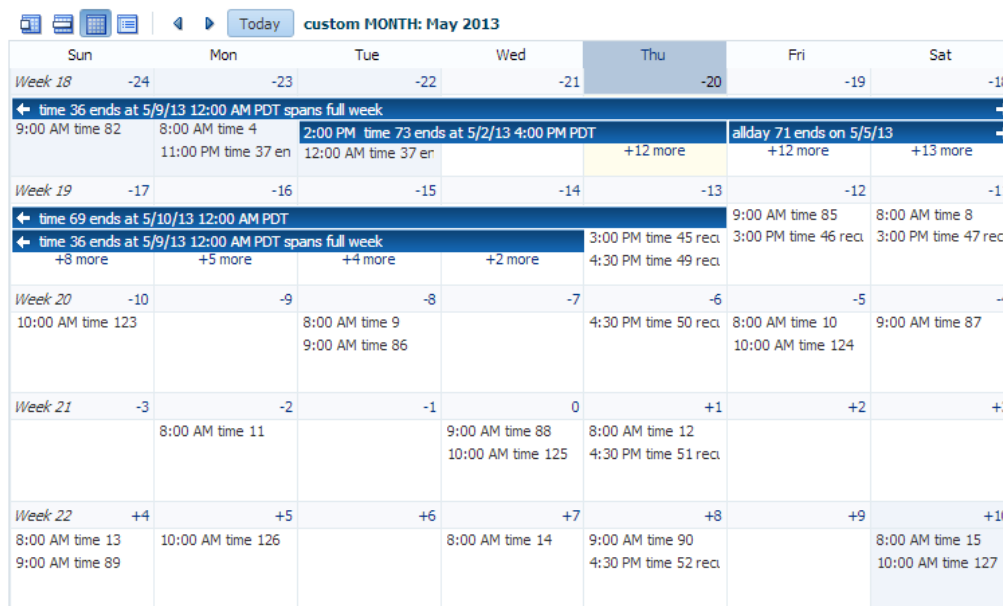 Today custom MONTH: May 2013
Sun Mon Tue Wed Thu Fri Sat
Week 18 -24 -23 -22 -21 -20 -19 -18
time 36 ends at 5/9/13 12:00 AM PDT spans full week
9:00 AM time 82 8:00 AM time 4 2:00 PM time 73 ends at 5/2/13 4:00 PM PDT allday 71 ends on 5/5/13
11:00 PM time 37 en 12:00 AM time 37 er +12 more +12 more +13 more
Week 19 -17 -16 -15 -14 -13 -12 -1
time 69 ends at 5/10/13 12:00 AM PDT 9:00 AM time 85 8:00 AM time 8
time 36 ends at 5/9/13 12:00 AM PDT spans full week 3:00 PM time 45 recu 3:00 PM time 46 recu 3:00 PM time 47 rec
+8 more +5 more +4 more +2 more 4:30 PM time 49 recu
Week 20 -10 -9 -8 -7 -6 -5
10:00 AM time 123 8:00 AM time 9 4:30 PM time 50 recu 8:00 AM time 10 9:00 AM time 87
9:00 AM time 86 10:00 AM time 124
Week 21 -3 -2 -1 0 +1 +2
8:00 AM time 11 9:00 AM time 88 8:00 AM time 12
10:00 AM time 125 4:30 PM time 51 recu
Week 22 +4 +5 +6 +7 +8 +9 +10
8:00 AM time 13 10:00 AM time 126 8:00 AM time 14 9:00 AM time 90 8:00 AM time 15
9:00 AM time 89 4:30 PM time 52 recu 10:00 AM time 127